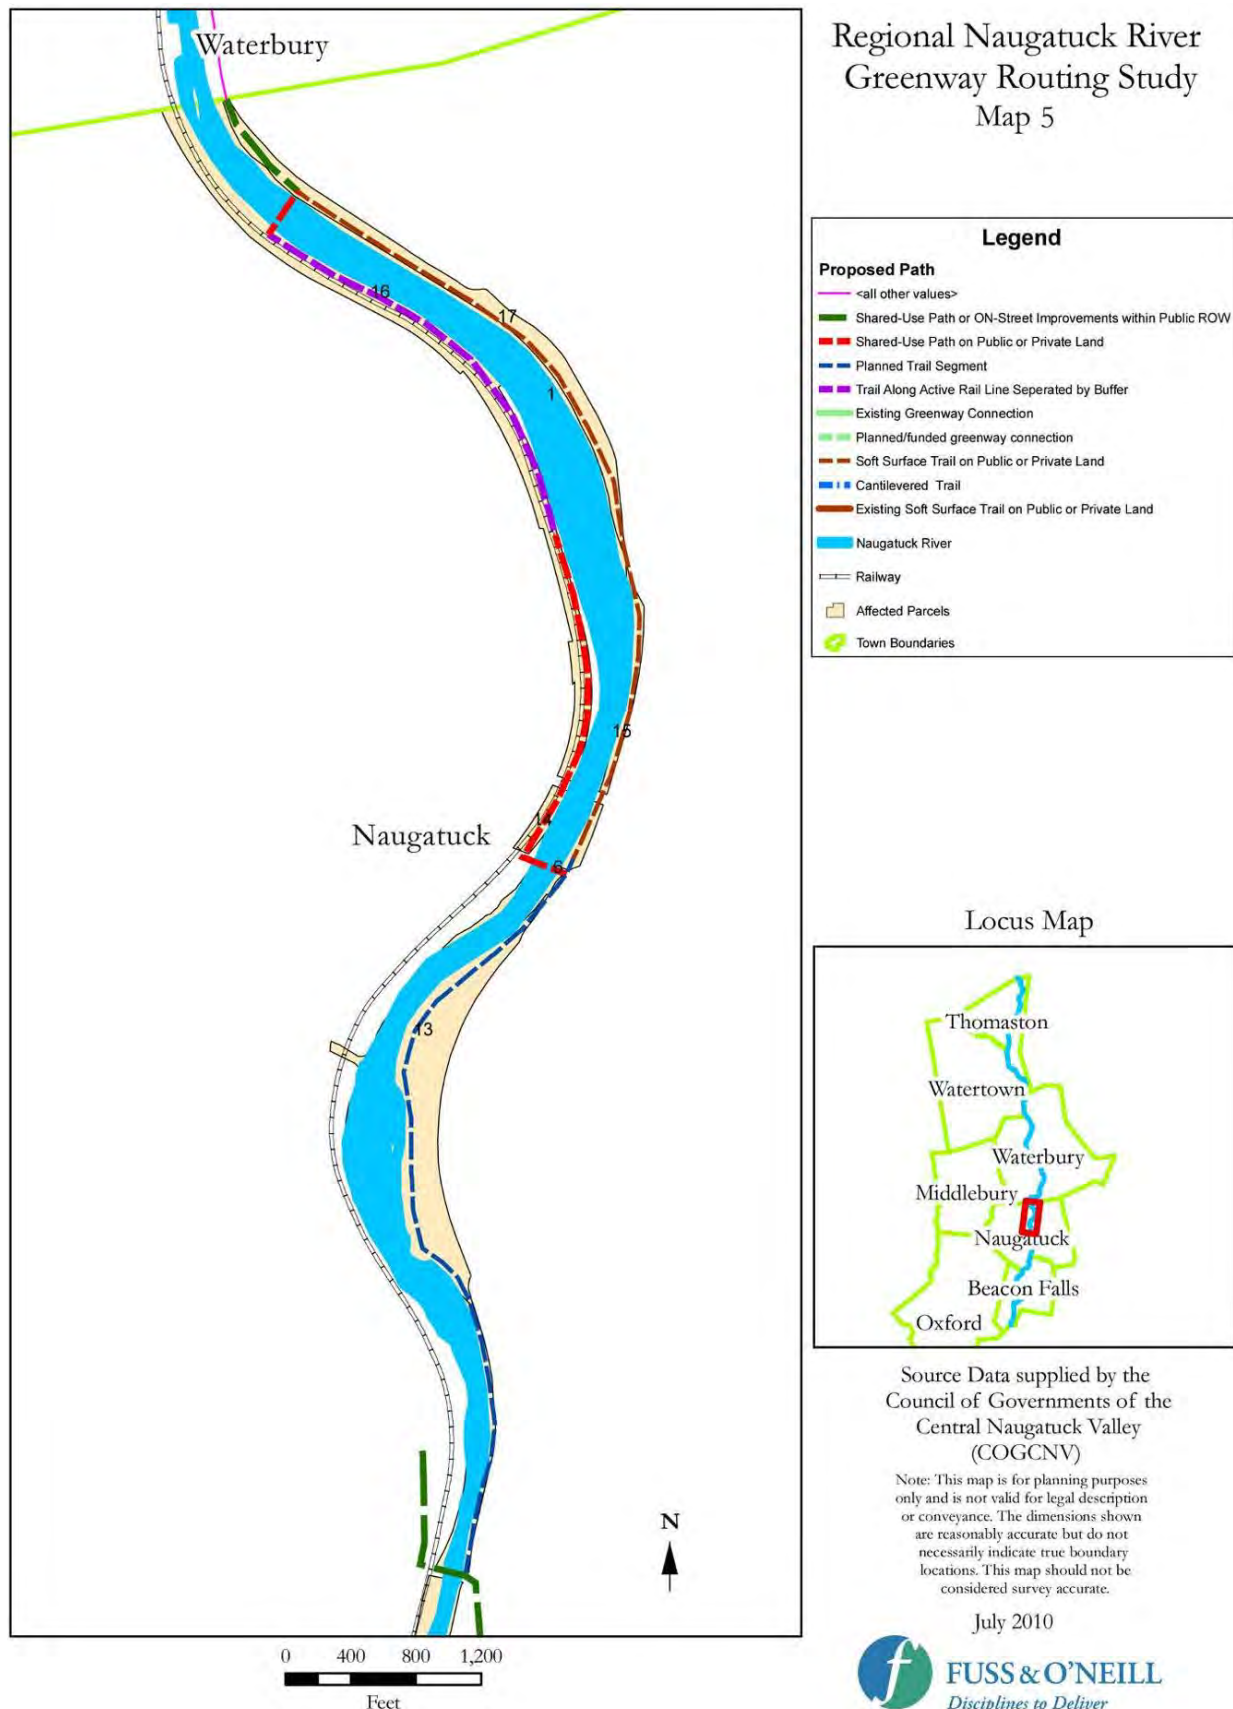 Waterbury
16
17
1
15
14
6
Naugatuck
13
N
0 400 800 1,200
Feet
Regional Naugatuck River
Greenway Routing Study
Map 5
Legend
Proposed Path
<all other values>
Shared-Use Path or ON-Street Improvements within Public ROW
Shared-Use Path on Public or Private Land
Planned Trail Segment
Trail Along Active Rail Line Seperated by Buffer
Existing Greenway Connection
Planned/funded greenway connection
Soft Surface Trail on Public or Private Land
Cantilevered Trail
Existing Soft Surface Trail on Public or Private Land
Naugatuck River
Railway
Affected Parcels
Town Boundaries
Locus Map
Thomaston
Watertown
Waterbury
Middlebury
Naugatuck
Beacon Falls
Oxford
Source Data supplied by the
Council of Governments of the
Central Naugatuck Valley
(COGCNV)
Note: This map is for planning purposes
only and is not valid for legal description
or conveyance. The dimensions shown
are reasonably accurate but do not
necessarily indicate true boundary
locations. This map should not be
considered survey accurate.
July 2010
FUSS & O'NEILL
Disciplines to Deliver